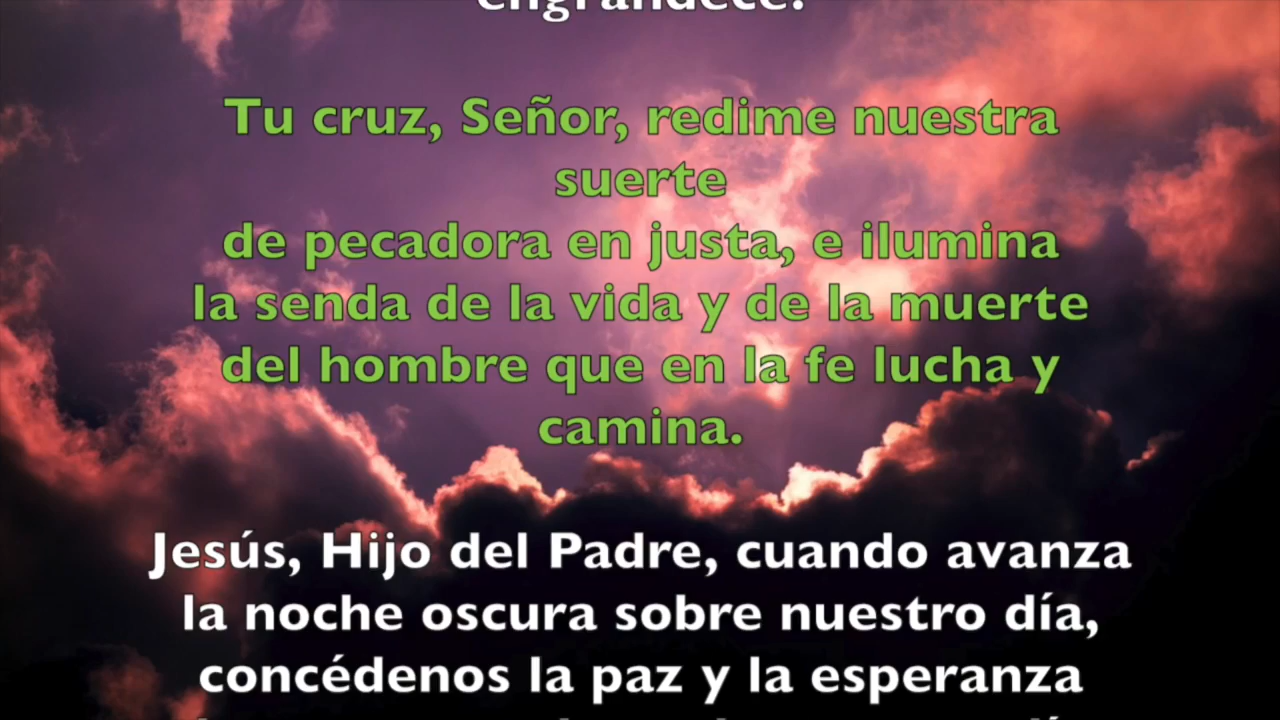 engrandece!
Tu cruz, Señor, redime nuestra
suerte
de pecadora en justa, e ilumina
la senda de la vida y de la muerte
del hombre que en la fe lucha y
camina.
Jesús, Hijo del Padre, cuando avanza
la noche oscura sobre nuestro día,
concédenos la paz y la esperanza